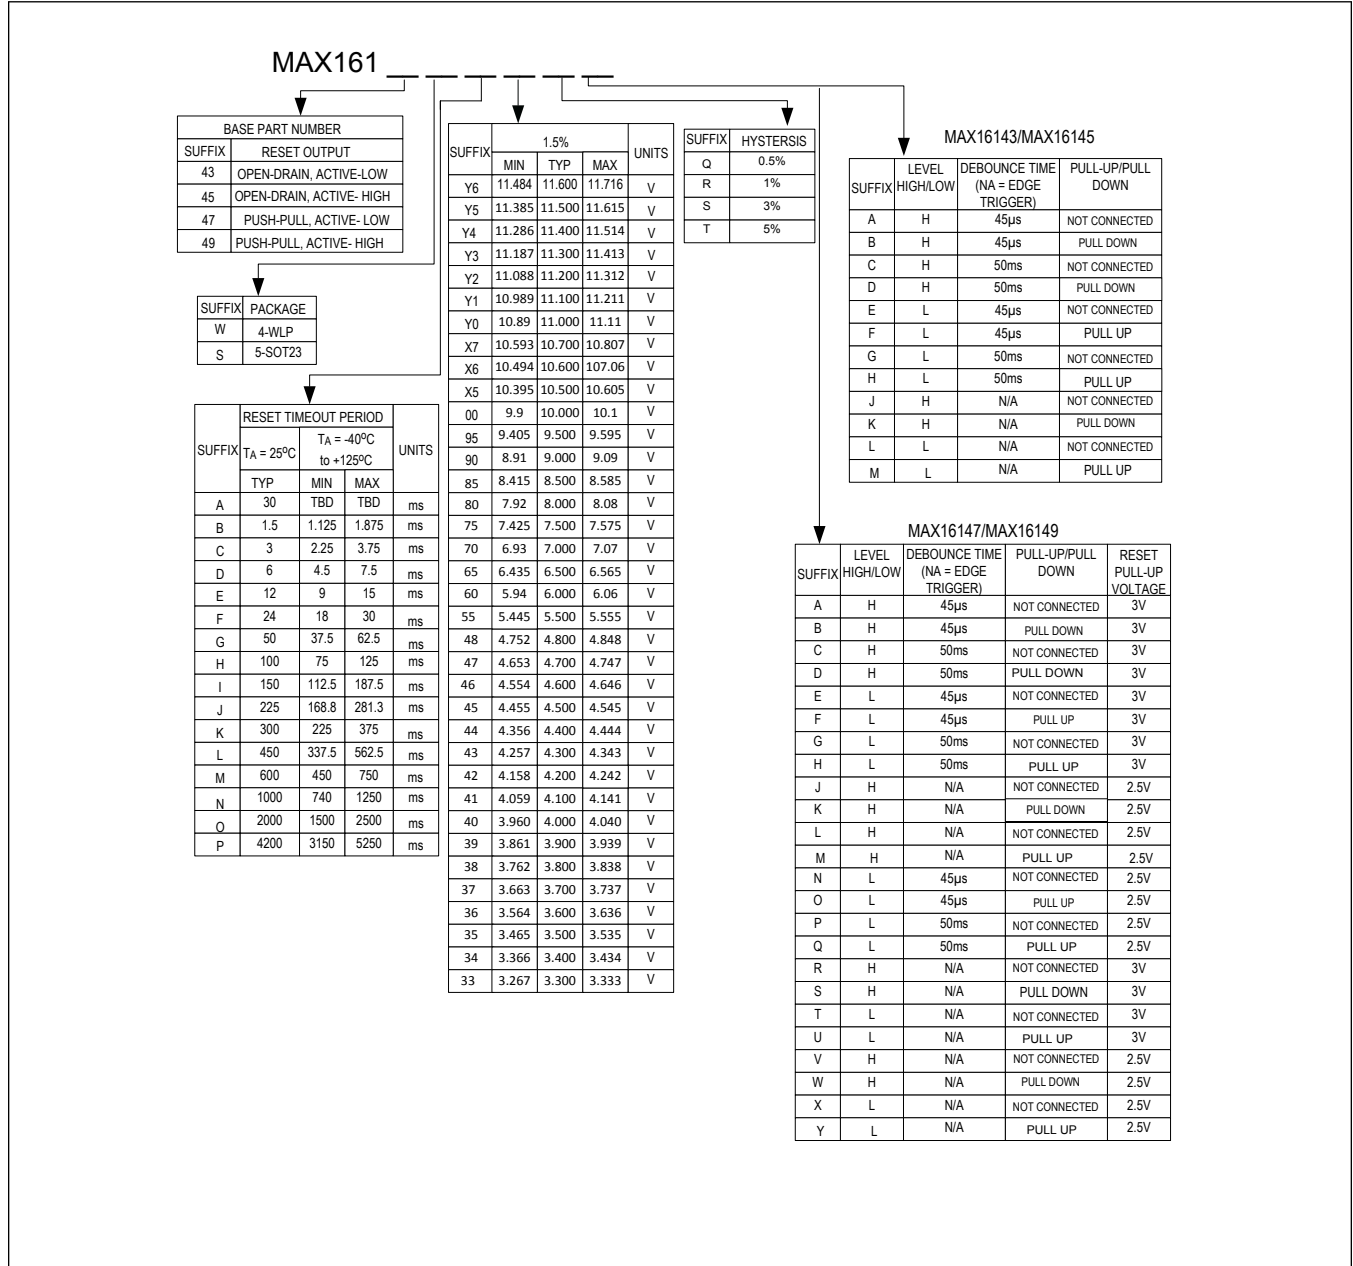 MAX161 __ __ __ __ __ __
BASE PART NUMBER
SUFFIX RESET OUTPUT
43 OPEN-DRAIN, ACTIVE-LOW
45 OPEN-DRAIN, ACTIVE- HIGH
47 PUSH-PULL, ACTIVE- LOW
49 PUSH-PULL, ACTIVE- HIGH
SUFFIX PACKAGE
W 4-WLP
S 5-SOT23
RESET TIMEOUT PERIOD
SUFFIX TA = 25ºC TA = -40ºC to +125ºC UNITS
TYP MIN MAX
A 30 TBD TBD ms
B 1.5 1.125 1.875 ms
C 3 2.25 3.75 ms
D 6 4.5 7.5 ms
E 12 9 15 ms
F 24 18 30 ms
G 50 37.5 62.5 ms
H 100 75 125 ms
I 150 112.5 187.5 ms
J 225 168.8 281.3 ms
K 300 225 375 ms
L 450 337.5 562.5 ms
M 600 450 750 ms
N 1000 740 1250 ms
O 2000 1500 2500 ms
P 4200 3150 5250 ms
SUFFIX 1.5% UNITS
MIN TYP MAX
Y6 11.484 11.600 11.716 V
Y5 11.385 11.500 11.615 V
Y4 11.286 11.400 11.514 V
Y3 11.187 11.300 11.413 V
Y2 11.088 11.200 11.312 V
Y1 10.989 11.100 11.211 V
Y0 10.89 11.000 11.11 V
X7 10.593 10.700 10.807 V
X6 10.494 10.600 107.06 V
X5 10.395 10.500 10.605 V
00 9.9 10.000 10.1 V
95 9.405 9.500 9.595 V
90 8.91 9.000 9.09 V
85 8.415 8.500 8.585 V
80 7.92 8.000 8.08 V
75 7.425 7.500 7.575 V
70 6.93 7.000 7.07 V
65 6.435 6.500 6.565 V
60 5.94 6.000 6.06 V
55 5.445 5.500 5.555 V
48 4.752 4.800 4.848 V
47 4.653 4.700 4.747 V
46 4.554 4.600 4.646 V
45 4.455 4.500 4.545 V
44 4.356 4.400 4.444 V
43 4.257 4.300 4.343 V
42 4.158 4.200 4.242 V
41 4.059 4.100 4.141 V
40 3.960 4.000 4.040 V
39 3.861 3.900 3.939 V
38 3.762 3.800 3.838 V
37 3.663 3.700 3.737 V
36 3.564 3.600 3.636 V
35 3.465 3.500 3.535 V
34 3.366 3.400 3.434 V
33 3.267 3.300 3.333 V
SUFFIX HYSTERSIS
Q 0.5%
R 1%
S 3%
T 5%
MAX16143/MAX16145
SUFFIX LEVEL HIGH/LOW DEBOUNCE TIME (NA = EDGE TRIGGER) PULL-UP/PULL DOWN
A H 45µs NOT CONNECTED
B H 45µs PULL DOWN
C H 50ms NOT CONNECTED
D H 50ms PULL DOWN
E L 45µs NOT CONNECTED
F L 45µs PULL UP
G L 50ms NOT CONNECTED
H L 50ms PULL UP
J H N/A NOT CONNECTED
K H N/A PULL DOWN
L L N/A NOT CONNECTED
M L N/A PULL UP
MAX16147/MAX16149
SUFFIX LEVEL HIGH/LOW DEBOUNCE TIME (NA = EDGE TRIGGER) PULL-UP/PULL DOWN RESET PULL-UP VOLTAGE
A H 45µs NOT CONNECTED 3V
B H 45µs PULL DOWN 3V
C H 50ms NOT CONNECTED 3V
D H 50ms PULL DOWN 3V
E L 45µs NOT CONNECTED 3V
F L 45µs PULL UP 3V
G L 50ms NOT CONNECTED 3V
H L 50ms PULL UP 3V
J H N/A NOT CONNECTED 2.5V
K H N/A PULL DOWN 2.5V
L H N/A NOT CONNECTED 2.5V
M H N/A PULL UP 2.5V
N L 45µs NOT CONNECTED 2.5V
O L 45µs PULL UP 2.5V
P L 50ms NOT CONNECTED 2.5V
Q L 50ms PULL UP 2.5V
R H N/A NOT CONNECTED 3V
S H N/A PULL DOWN 3V
T L N/A NOT CONNECTED 3V
U L N/A PULL UP 3V
V H N/A NOT CONNECTED 2.5V
W H N/A PULL DOWN 2.5V
X L N/A NOT CONNECTED 2.5V
Y L N/A PULL UP 2.5V